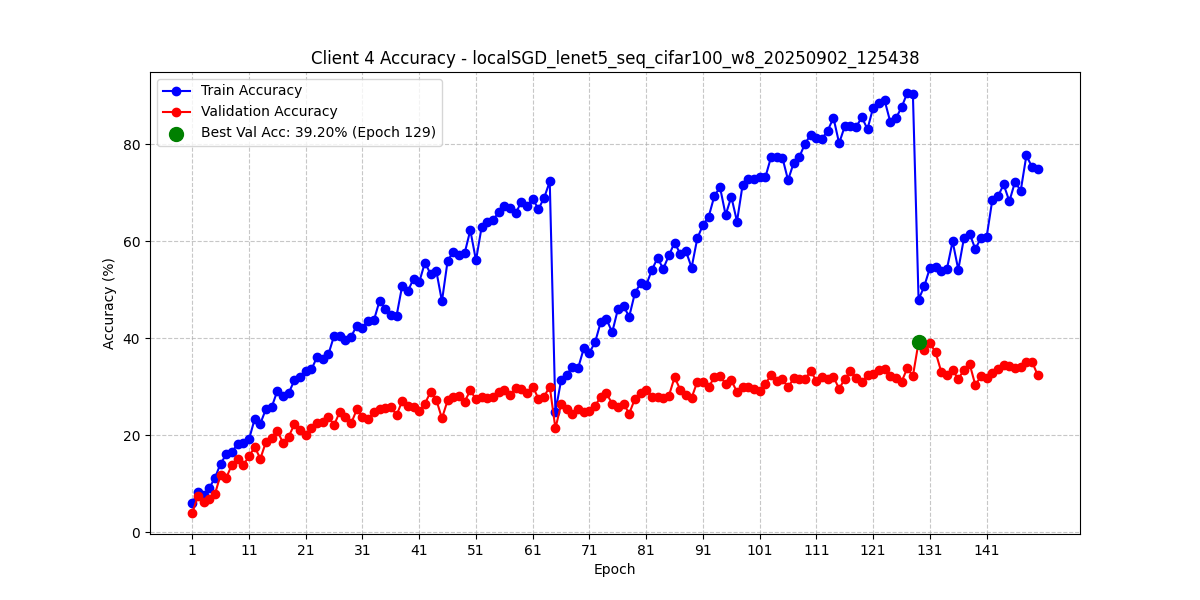 Client 4 Accuracy - localSGD_lenet5_seq_cifar100_w8_20250902_125438
Train Accuracy
Validation Accuracy
Best Val Acc: 39.20% (Epoch 129)
Accuracy (%)
80
60
40
20
0
1 11 21 31 41 51 61 71 81 91 101 111 121 131 141
Epoch